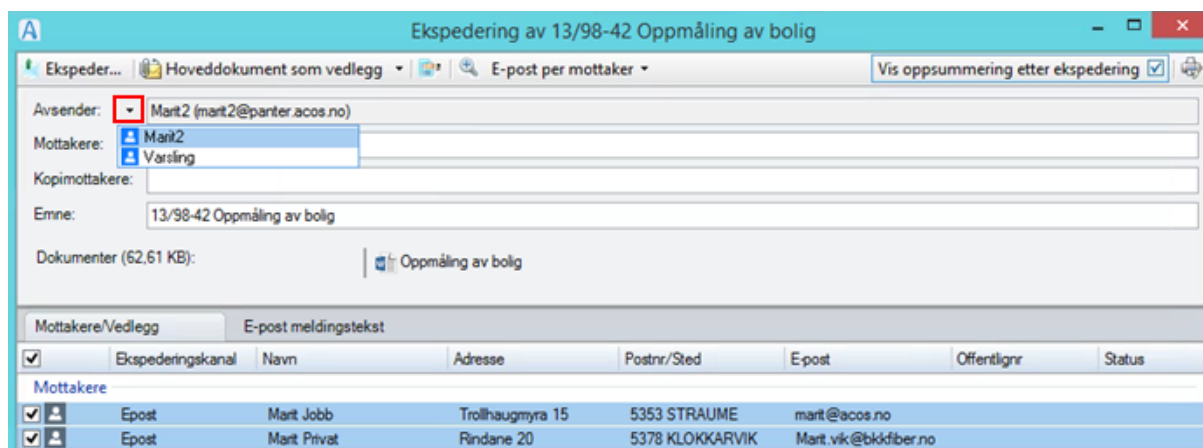 A
Ekspedering av 13/98-42 Oppmåling av bolig
Ekspeder... Hoveddokument som vedlegg E-post per mottaker Vis oppsummering etter ekspedering
Avsender: Marit2 (marit2@panter.acos.no)
Marit2
Mottakere:
Varsling
Kopimottakere:
Emne: 13/98-42 Oppmåling av bolig
Dokumenter (62,61 KB): Oppmåling av bolig
Mottakere/Vedlegg E-post meldingstekst
Ekspederingskanal Navn Adresse Postnr/Sted E-post Offentlignr Status
Mottakere
Epost Marit Jobb Trollhaugmyra 15 5353 STRAUME marit@acos.no
Epost Marit Privat Rindane 20 5378 KLOKKARVIK Marit.vik@bkkfiber.no